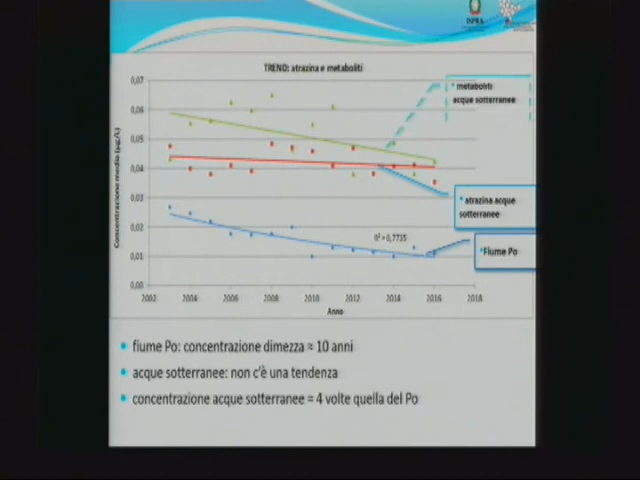 ISPRA
TREND: atrazina e metaboliti
0,07
0,06
0,05
0,04
0,03
0,02
0,01
0,00
Concentrazione media (µg/L)
2002 2004 2006 2008 2010 2012 2014 2016 2018
Anno
metaboliti
acque sotterranee
atrazina acque
sotterranee
R² = 0,7735
Fiume Po
fiume Po: concentrazione dimezza ≈ 10 anni
acque sotterranee: non c'è una tendenza
concentrazione acque sotterranee = 4 volte quella del Po